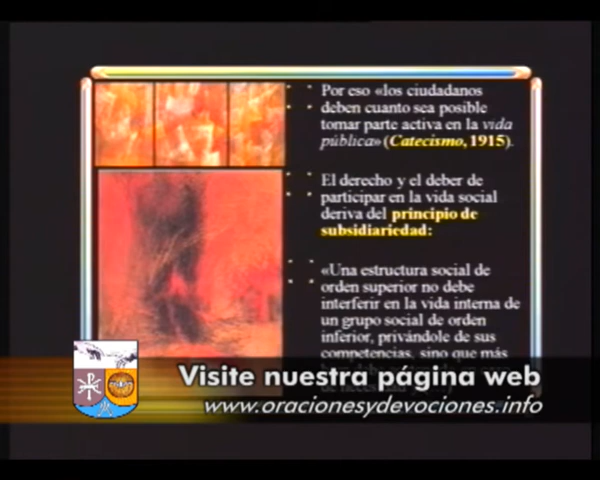 Por eso «los ciudadanos
deben cuanto sea posible
tomar parte activa en la vida
pública» (Catecismo, 1915).
El derecho y el deber de
participar en la vida social
deriva del principio de
subsidiariedad:
«Una estructura social de
orden superior no debe
interferir en la vida interna de
un grupo social de orden
inferior, privándole de sus
competencias, sino que más
Visite nuestra página web
www.oracionesydevociones.info